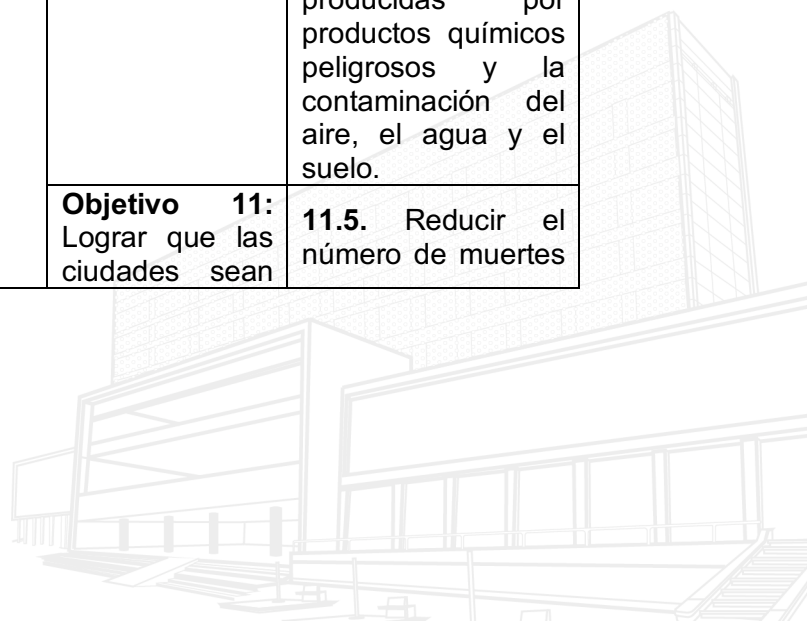 producidas por
productos químicos
peligrosos y la
contaminación del
aire, el agua y el
suelo.
Objetivo 11:
Lograr que las
ciudades sean
11.5. Reducir el
número de muertes